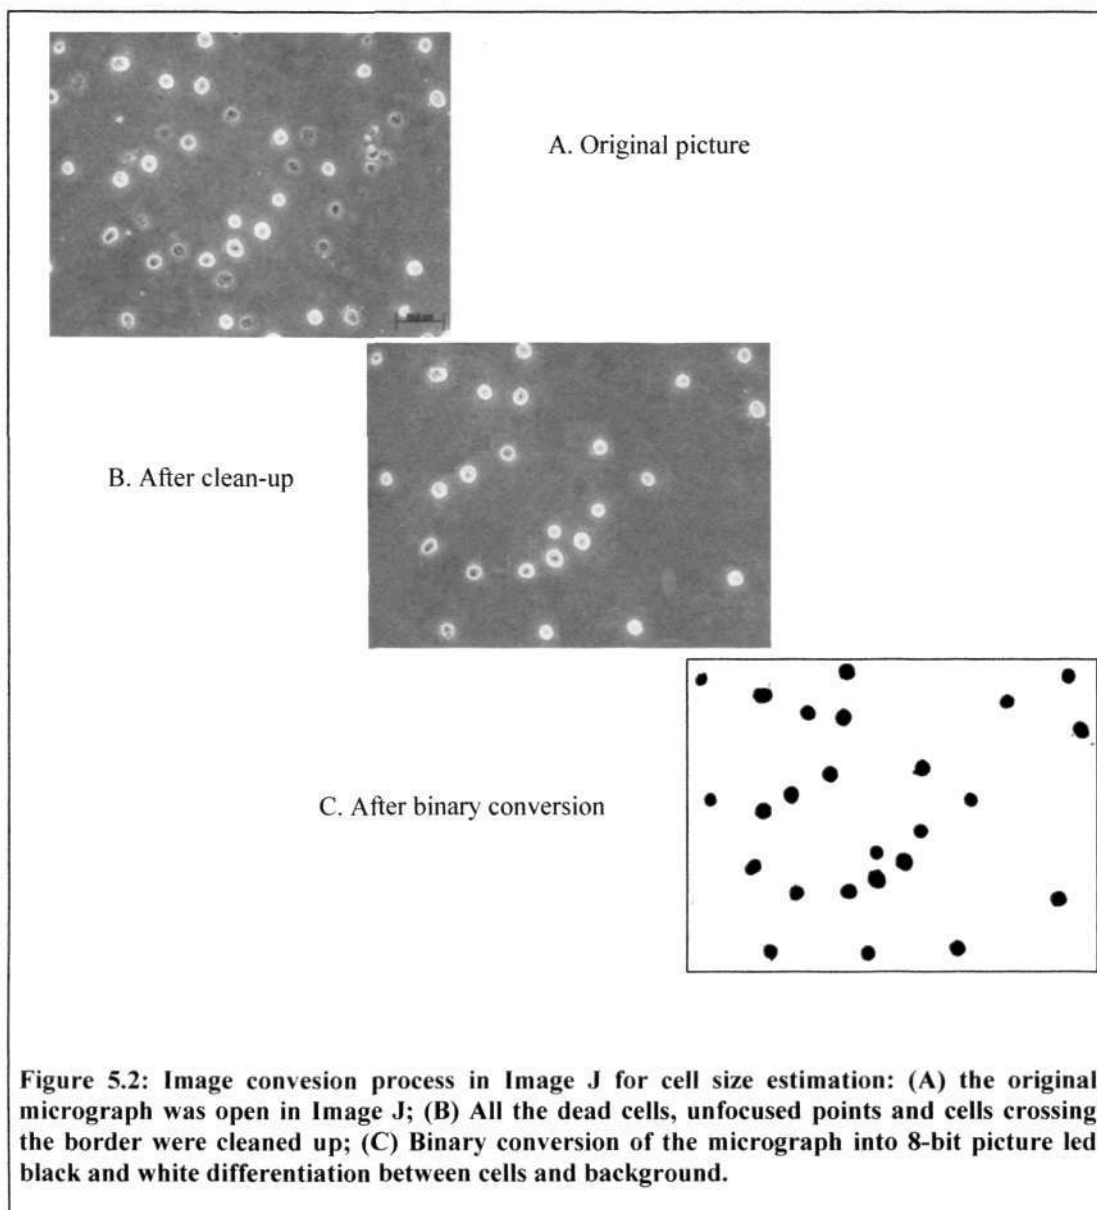 A. Original picture
B. After clean-up
C. After binary conversion
Figure 5.2: Image convesion process in Image J for cell size estimation: (A) the original
micrograph was open in Image J; (B) All the dead cells, unfocused points and cells crossing
the border were cleaned up; (C) Binary conversion of the micrograph into 8-bit picture led
black and white differentiation between cells and background.